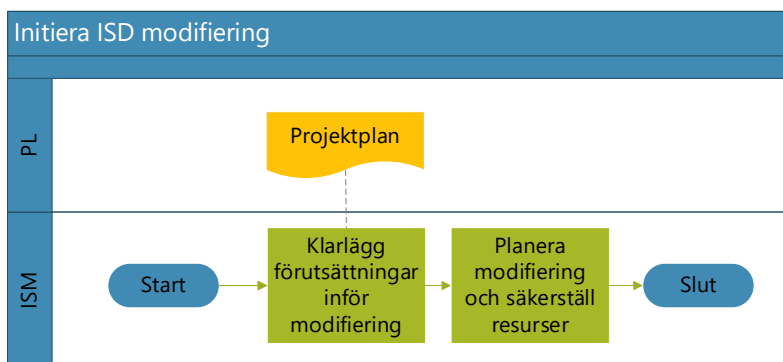 Initiera ISD modifiering
PL
Projektplan
ISM
Start
Klarlägg
förutsättningar
inför
modifiering
Planera
modifiering
och säkerställ
resurser
Slut